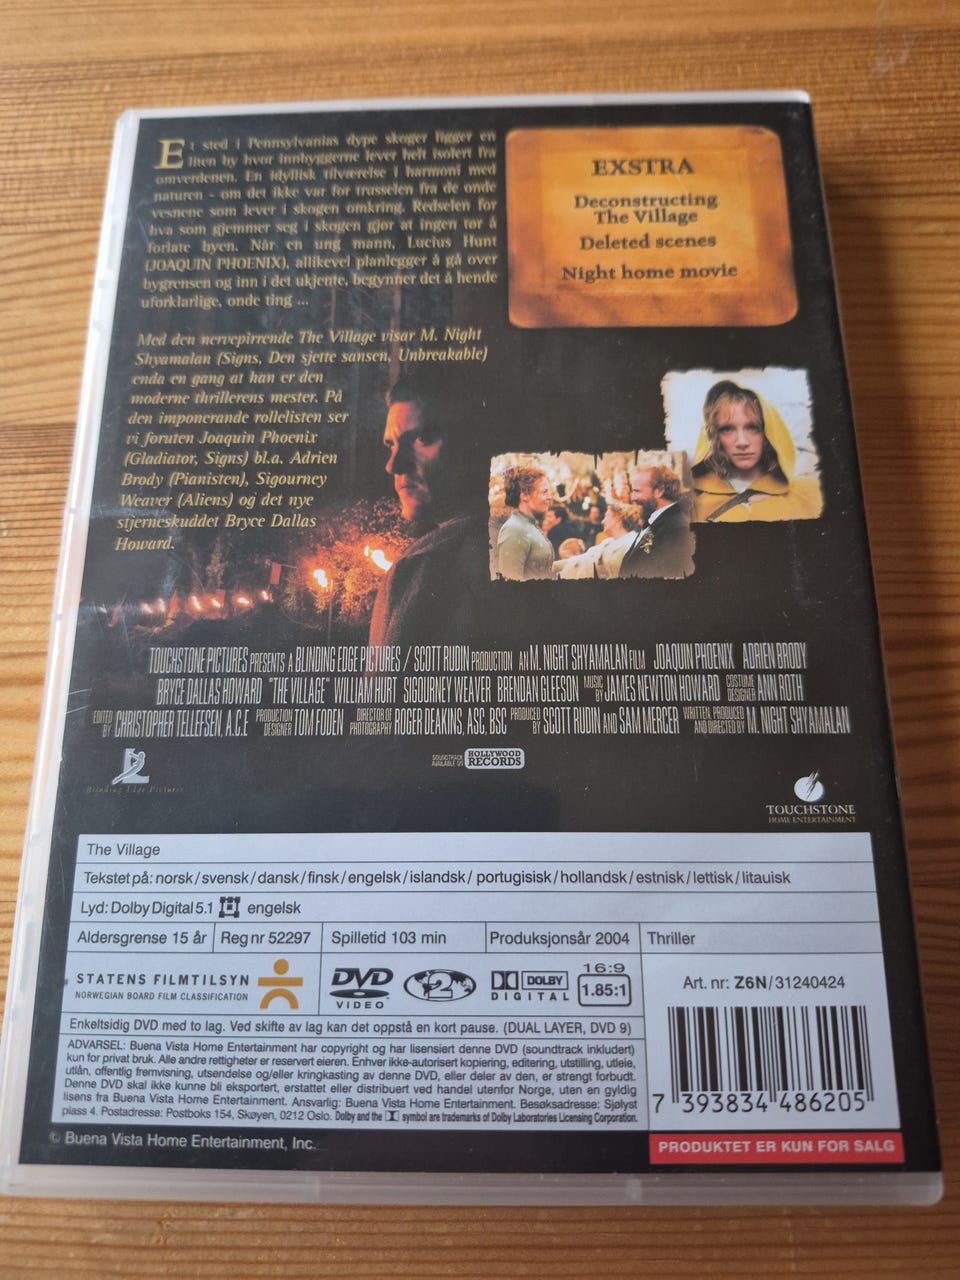 Et sted i Pennsylvanias dype skoger ligger en
liten by hvor innbyggerne lever helt isolert fra
omverdenen. En idyllisk tilværelse i harmoni med
naturen - om det ikke var for trusselen fra de onde
vesnene som lever i skogen omkring. Redselen for
hva som gjemmer seg i skogen gjør at ingen tør å
forlate byen. Når en ung mann, Lucius Hunt
(JOAQUIN PHOENIX), allikevel planlegger å gå over
bygrensen og inn i det ukjente, begynner det å hende
uforklarlige, onde ting ...
Med den nervepirrende The Village visar M. Night
Shyamalan (Signs, Den sjette sansen, Unbreakable)
enda en gang at han er den
moderne thrillerens mester. På
den imponerande rollelisten ser
vi foruten Joaquin Phoenix
(Gladiator, Signs) bl.a. Adrien
Brody (Pianisten), Sigourney
Weaver (Aliens) og det nye
stjerneskuddet Bryce Dallas
Howard.
EXSTRA
Deconstructing
The Village
Deleted scenes
Night home movie
TOUCHSTONE PICTURES PRESENTS A BLINDING EDGE PICTURES / SCOTT RUDIN PRODUCTION AN M. NIGHT SHYAMALAN FILM JOAQUIN PHOENIX ADRIEN BRODY
BRYCE DALLAS HOWARD "THE VILLAGE" WILLIAM HURT SIGOURNEY WEAVER BRENDAN GLEESON MUSIC BY JAMES NEWTON HOWARD COSTUME DESIGNER ANN ROTH
EDITED BY CHRISTOPHER TELLEFSEN, A.C.E PRODUCTION DESIGNER TOM FODEN DIRECTOR OF PHOTOGRAPHY ROGER DEAKINS, ASC, BSC PRODUCED BY SCOTT RUDIN AND SAM MERCER WRITTEN, PRODUCED AND DIRECTED BY M. NIGHT SHYAMALAN
SOUNDTRACK AVAILABLE ON HOLLYWOOD RECORDS
Blinding Edge Pictures
TOUCHSTONE
HOME ENTERTAINMENT
The Village
Tekstet på: norsk/svensk/dansk/finsk/engelsk/islandsk/ portugisisk/hollandsk/estnisk/lettisk/litauisk
Lyd: Dolby Digital 5.1 engelsk
Aldersgrense 15 år Reg nr 52297 Spilletid 103 min Produksjonsår 2004 Thriller
STATENS FILMTILSYN
NORWEGIAN BOARD FILM CLASSIFICATION
DVD
VIDEO
2
DOLBY
DIGITAL
16:9
1.85:1
Art. nr: Z6N/31240424
Enkeltsidig DVD med to lag. Ved skifte av lag kan det oppstå en kort pause. (DUAL LAYER, DVD 9)
ADVARSEL: Buena Vista Home Entertainment har copyright og har lisensiert denne DVD (soundtrack inkludert)
kun for privat bruk. Alle andre rettigheter er reservert eieren. Enhver ikke-autorisert kopiering, editering, utstilling, utleie,
utlån, offentlig fremvisning, utsendelse og/eller kringkasting av denne DVD, eller deler av den, er strengt forbudt.
Denne DVD skal ikke kunne bli eksportert, erstattet eller distribuert ved handel utenfor Norge, uten en gyldig
lisens fra Buena Vista Home Entertainment. Ansvarlig: Buena Vista Home Entertainment. Besøksadresse: Sjølyst
plass 4. Postadresse: Postboks 154, Skøyen, 0212 Oslo. Dolby and the symbol are trademarks of Dolby Laboratories Licensing Corporation.
7 393834 486205
© Buena Vista Home Entertainment, Inc.
PRODUKTET ER KUN FOR SALG